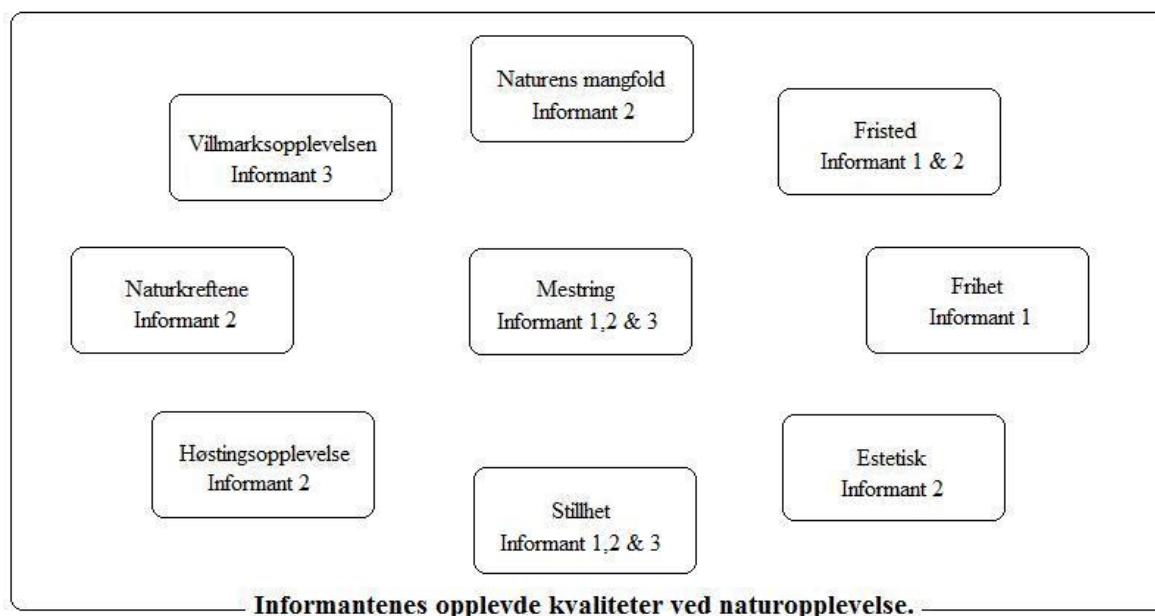 Naturens mangfold
Informant 2
Villmarksopplevelsen
Informant 3
Fristed
Informant 1 & 2
Naturkreftene
Informant 2
Mestring
Informant 1,2 & 3
Frihet
Informant 1
Høstingsopplevelse
Informant 2
Stillhet
Informant 1,2 & 3
Estetisk
Informant 2
Informantenes opplevde kvaliteter ved naturopplevelse.